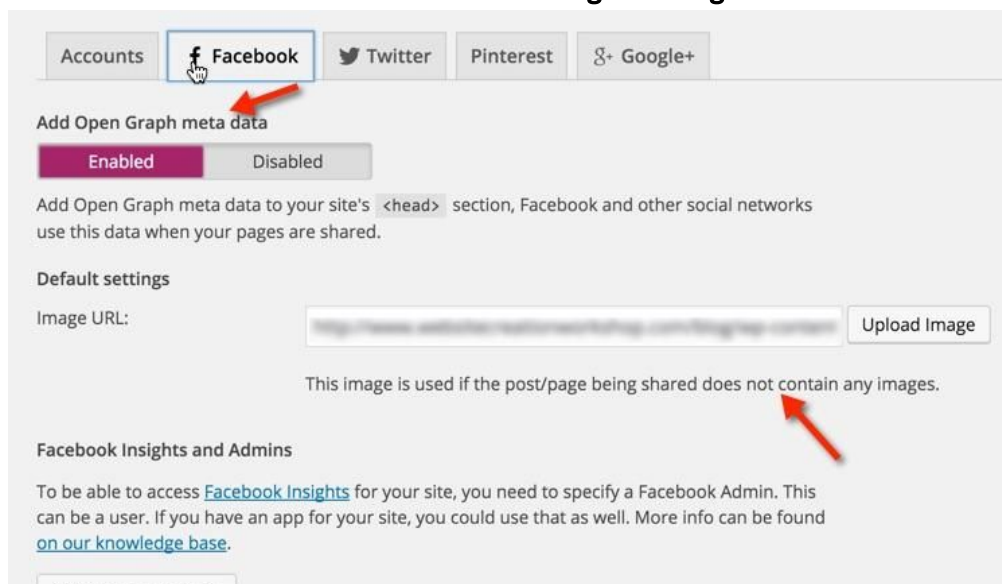 Accounts Facebook Twitter Pinterest g+ Google+
Add Open Graph meta data
Enabled Disabled
Add Open Graph meta data to your site's <head> section, Facebook and other social networks
use this data when your pages are shared.
Default settings
Image URL: Upload Image
This image is used if the post/page being shared does not contain any images.
Facebook Insights and Admins
To be able to access Facebook Insights for your site, you need to specify a Facebook Admin. This
can be a user. If you have an app for your site, you could use that as well. More info can be found
on our knowledge base.